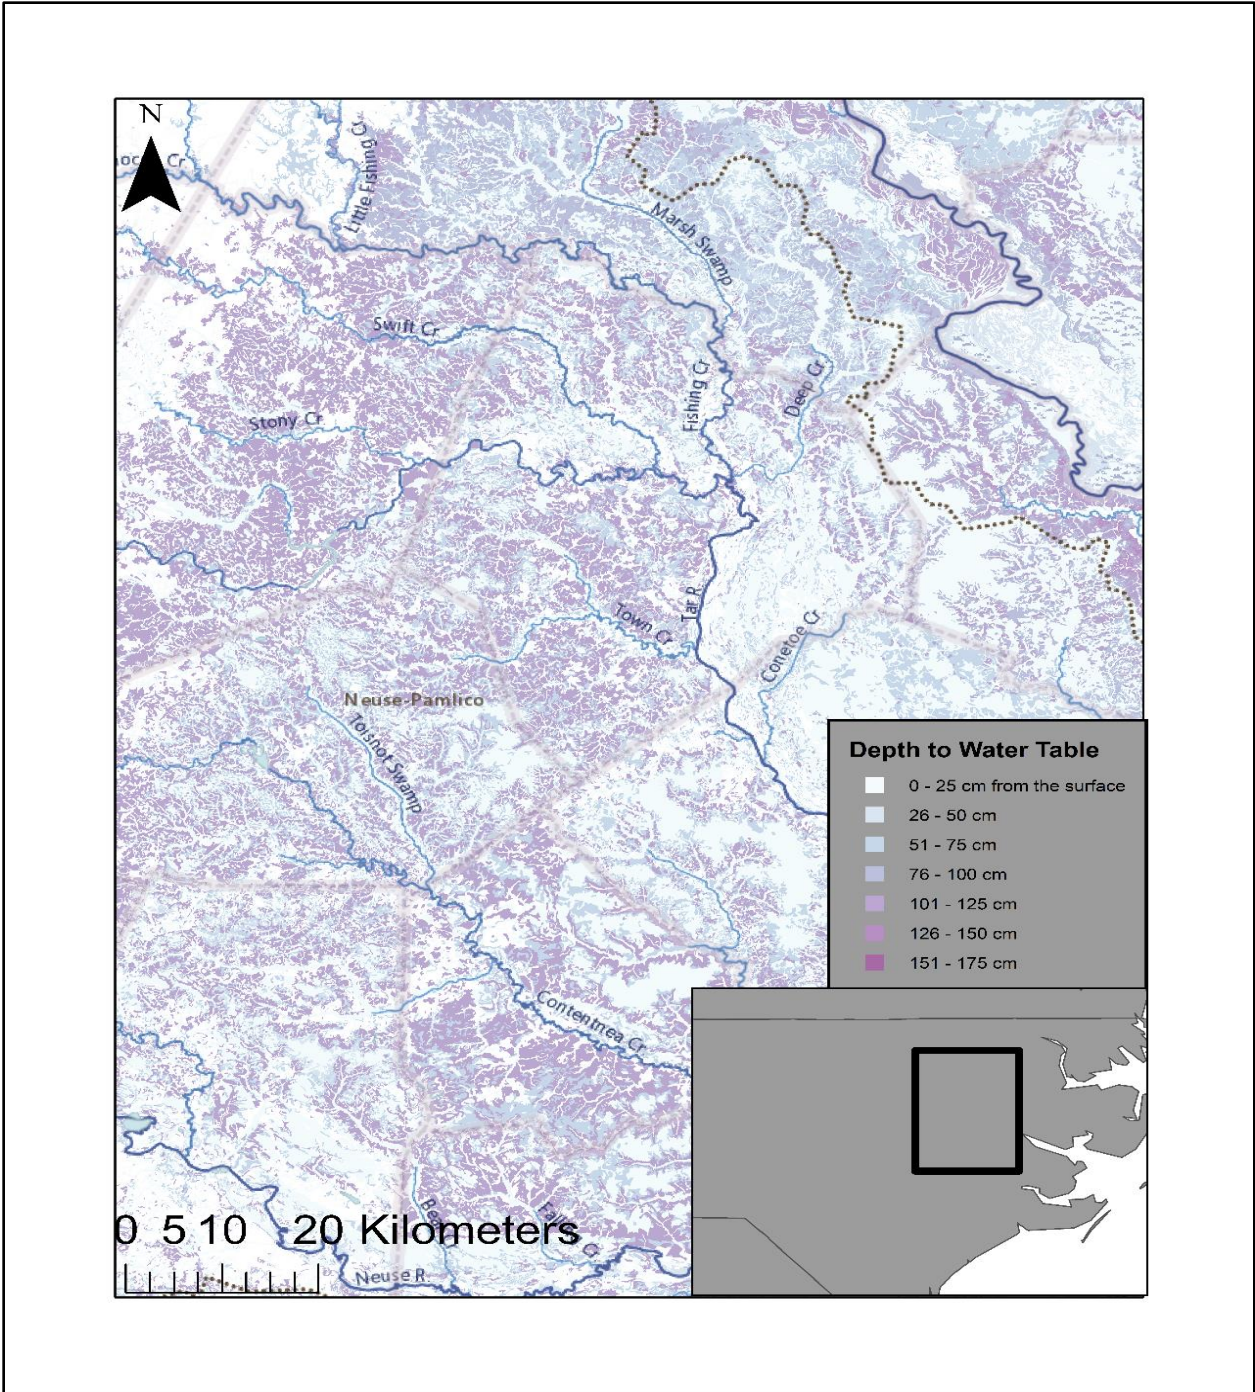 N
Cr
Little Fishing Cr
Marsh Swamp
Swift Cr
Fishing Cr
Deep Cr
Stony Cr
Tar R.
Town Cr
Conetoe Cr
Neuse-Pamlico
Toisnot Swamp
Depth to Water Table
0 - 25 cm from the surface
26 - 50 cm
51 - 75 cm
76 - 100 cm
101 - 125 cm
126 - 150 cm
151 - 175 cm
Contentnea Cr
Cr
0 5 10 20 Kilometers
Neuse R.